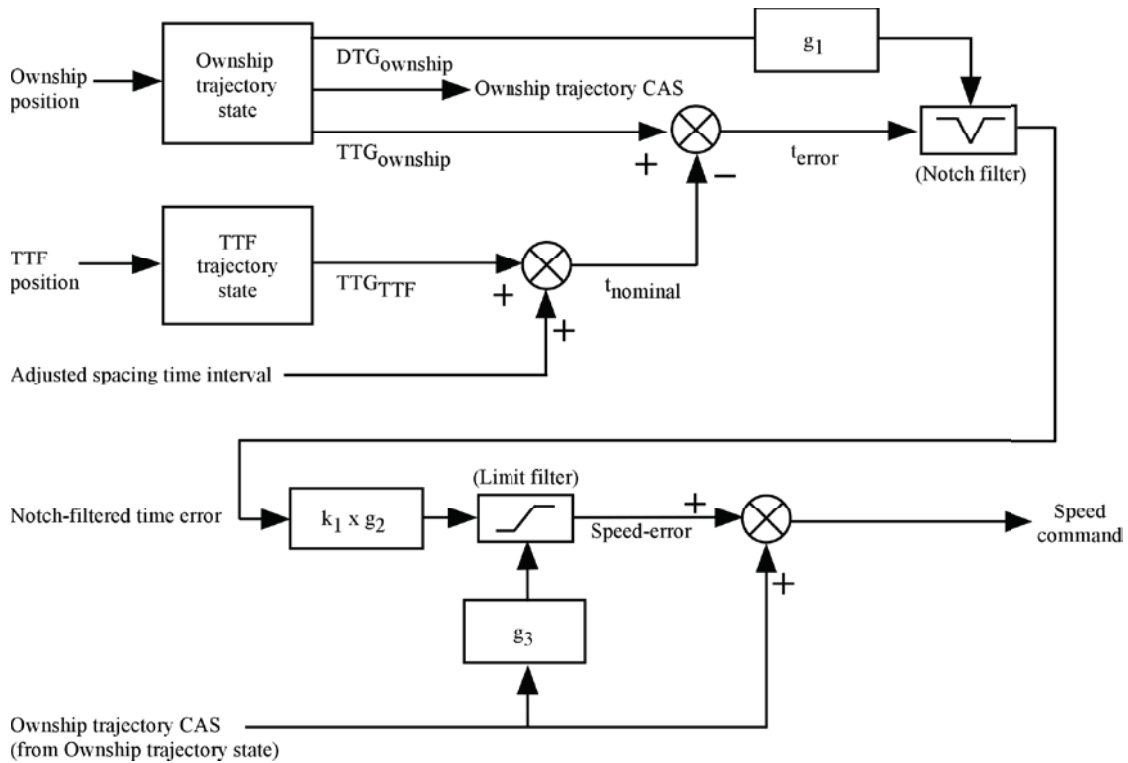 g1
Ownship
position
Ownship
trajectory
state
DTGownship
Ownship trajectory CAS
TTGownship
+
−
terror
(Notch filter)
TTF
position
TTF
trajectory
state
TTGTTF
+
+
tnominal
Adjusted spacing time interval
Notch-filtered time error
k1 x g2
(Limit filter)
Speed-error
+
+
Speed
command
g3
Ownship trajectory CAS
(from Ownship trajectory state)